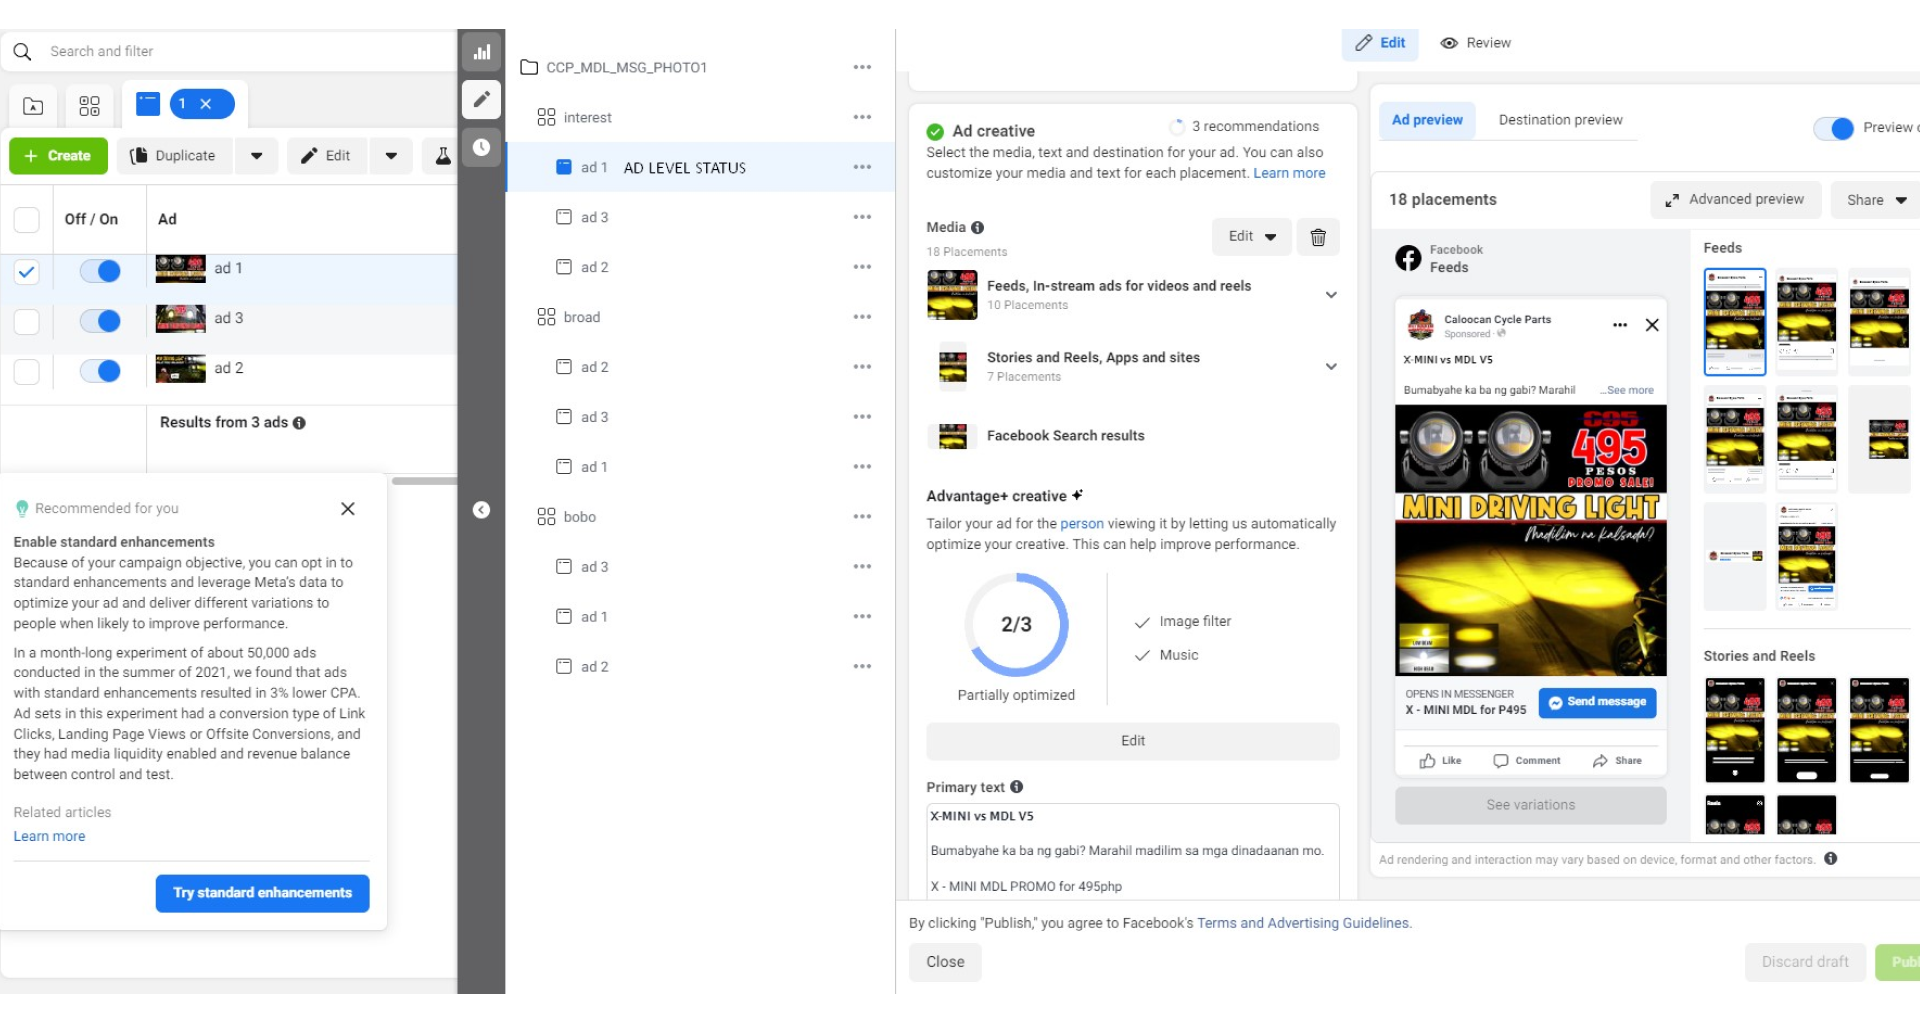 Search and filter
1
Create
Duplicate
Edit
Off / On
Ad
ad 1
ad 3
ad 2
Results from 3 ads
Recommended for you
Enable standard enhancements
Because of your campaign objective, you can opt in to
standard enhancements and leverage Meta's data to
optimize your ad and deliver different variations to
people when likely to improve performance.
In a month-long experiment of about 50,000 ads
conducted in the summer of 2021, we found that ads
with standard enhancements resulted in 3% lower CPA.
Ad sets in this experiment had a conversion type of Link
Clicks, Landing Page Views or Offsite Conversions, and
they had media liquidity enabled and revenue balance
between control and test.
Related articles
Learn more
Try standard enhancements
CCP_MDL_MSG_PHOTO1
interest
ad 1 AD LEVEL STATUS
ad 3
ad 2
broad
ad 2
ad 3
ad 1
bobo
ad 3
ad 1
ad 2
Edit
Review
Ad creative
3 recommendations
Select the media, text and destination for your ad. You can also
customize your media and text for each placement. Learn more
Media
18 Placements
Edit
Feeds, In-stream ads for videos and reels
10 Placements
Stories and Reels, Apps and sites
7 Placements
Facebook Search results
Advantage+ creative
Tailor your ad for the person viewing it by letting us automatically
optimize your creative. This can help improve performance.
2/3
Partially optimized
Image filter
Music
Edit
Primary text
X-MINI vs MDL V5
Bumabyahe ka ba ng gabi? Marahil madilim sa mga dinadaanan mo.
X - MINI MDL PROMO for 495php
By clicking "Publish," you agree to Facebook's Terms and Advertising Guidelines.
Close
Discard draft
Publ
Ad preview
Destination preview
Preview
18 placements
Advanced preview
Share
Facebook
Feeds
Caloocan Cycle Parts
Sponsored
X-MINI vs MDL V5
Bumabyahe ka ba ng gabi? Marahil ...See more
495
PESOS
PROMO SALE!
MINI DRIVING LIGHT
Madilim na kalsada?
LOW BEAM
HIGH BEAM
OPENS IN MESSENGER
X - MINI MDL for P495
Send message
Like
Comment
Share
See variations
Feeds
Stories and Reels
Ad rendering and interaction may vary based on device, format and other factors.